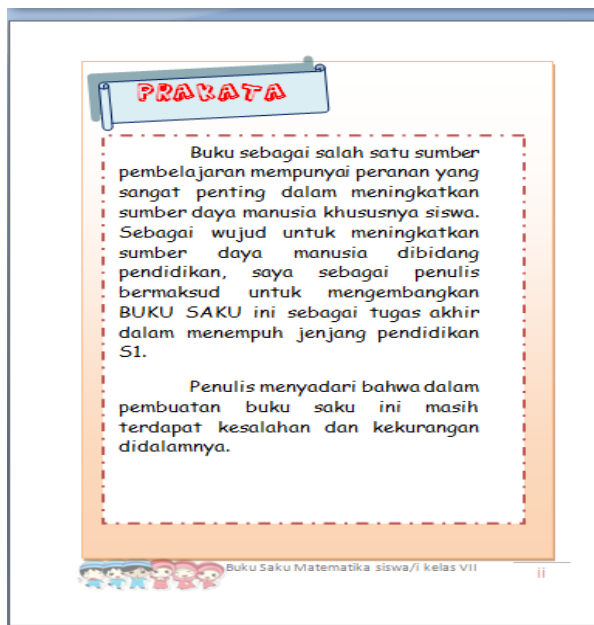 PRAKATA
Buku sebagai salah satu sumber
pembelajaran mempunyai peranan yang
sangat penting dalam meningkatkan
sumber daya manusia khususnya siswa.
Sebagai wujud untuk meningkatkan
sumber daya manusia dibidang
pendidikan, saya sebagai penulis
bermaksud untuk mengembangkan
BUKU SAKU ini sebagai tugas akhir
dalam menempuh jenjang pendidikan
S1.
Penulis menyadari bahwa dalam
pembuatan buku saku ini masih
terdapat kesalahan dan kekurangan
didalamnya.
Buku Saku Matematika siswa/i kelas VII
ii